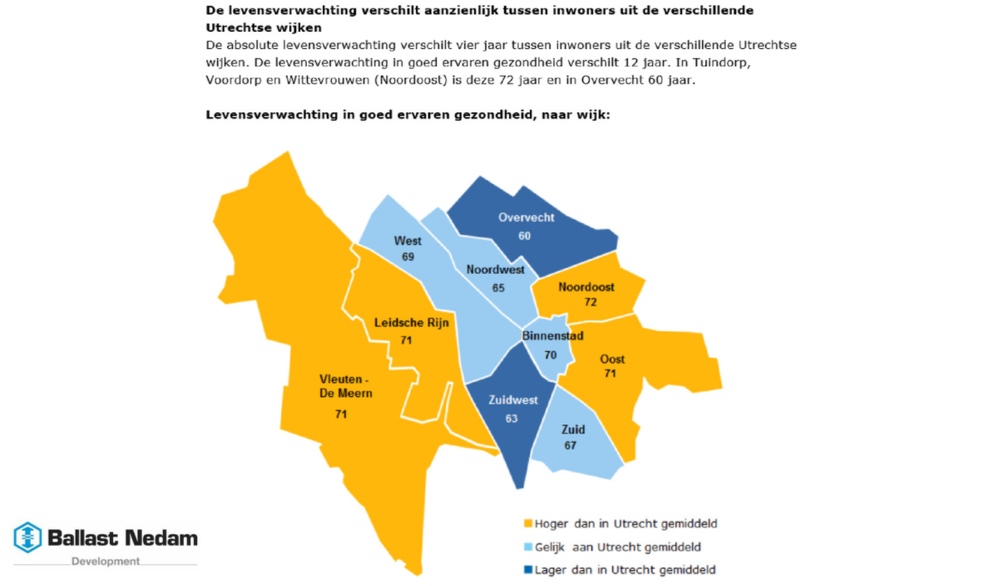 De levensverwachting verschilt aanzienlijk tussen inwoners uit de verschillende
Utrechtse wijken
De absolute levensverwachting verschilt vier jaar tussen inwoners uit de verschillende Utrechtse
wijken. De levensverwachting in goed ervaren gezondheid verschilt 12 jaar. In Tuindorp,
Voordorp en Wittevrouwen (Noordoost) is deze 72 jaar en in Overvecht 60 jaar.
Levensverwachting in goed ervaren gezondheid, naar wijk:
Overvecht
60
West
69
Noordwest
65
Noordoost
72
Leidsche Rijn
71
Binnenstad
70
Oost
71
Vleuten -
De Meern
71
Zuidwest
63
Zuid
67
Hoger dan in Utrecht gemiddeld
Gelijk aan Utrecht gemiddeld
Lager dan in Utrecht gemiddeld
Ballast Nedam
Development